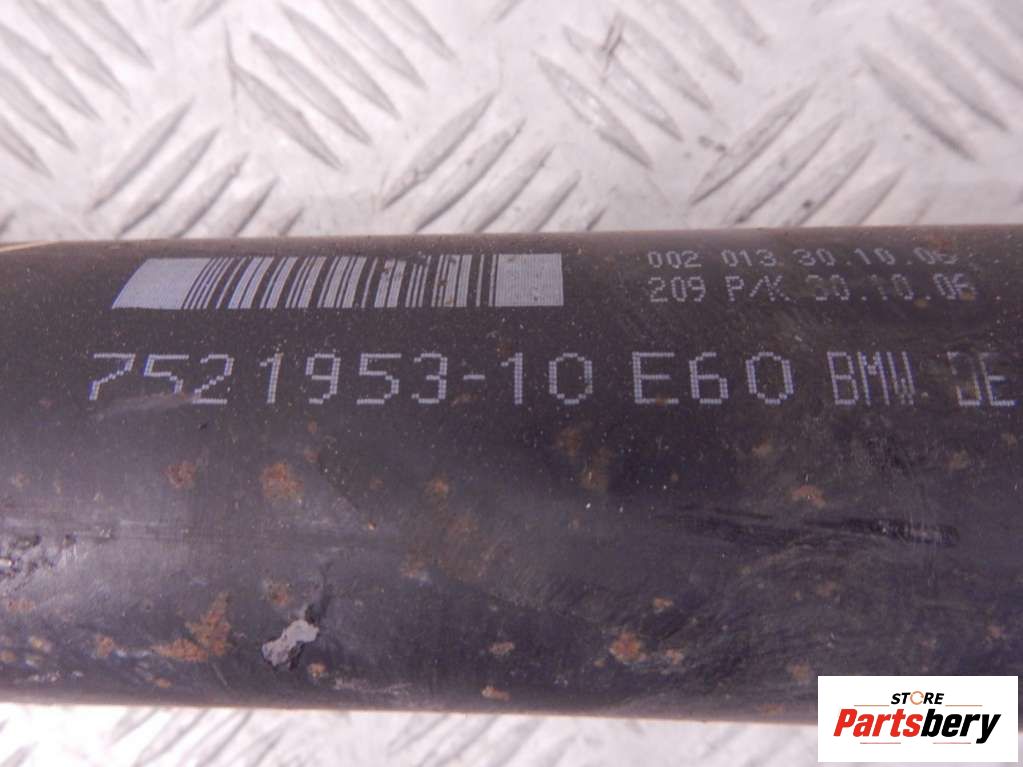 002 013 30.10.06
209 P/K 30.10.06
7521953-10 E60 BMW DE
STORE
Partsbery